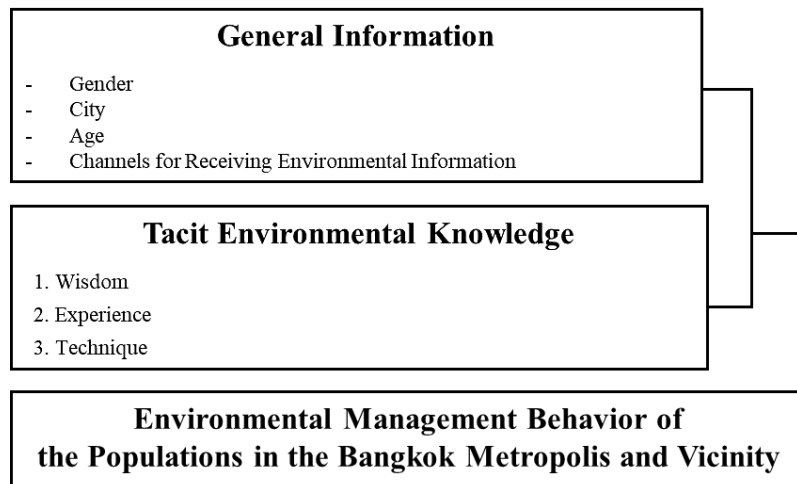 General Information
- Gender
- City
- Age
- Channels for Receiving Environmental Information
Tacit Environmental Knowledge
1. Wisdom
2. Experience
3. Technique
Environmental Management Behavior of
the Populations in the Bangkok Metropolis and Vicinity